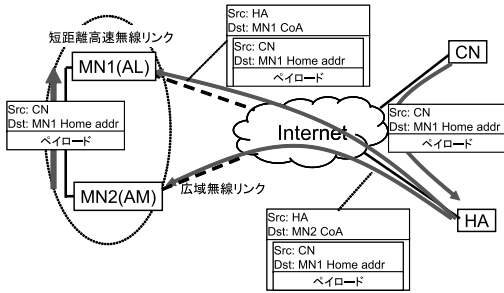 Src: HA
Dst: MN1 CoA
Src: CN
Dst: MN1 Home addr
ペイロード
短距離高速無線リンク
MN1(AL)
CN
Src: CN
Dst: MN1 Home addr
ペイロード
Internet
Src: CN
Dst: MN1 Home addr
ペイロード
MN2(AM)
広域無線リンク
HA
Src: HA
Dst: MN2 CoA
Src: CN
Dst: MN1 Home addr
ペイロード